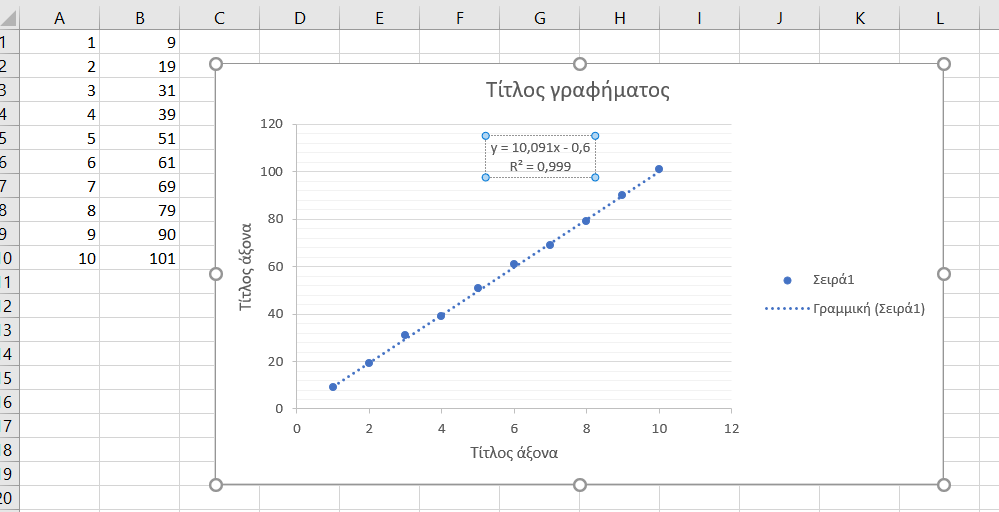 A B C D E F G H I J K L
1 1 9
2 2 19
3 3 31
4 4 39
5 5 51
6 6 61
7 7 69
8 8 79
9 9 90
10 10 101
11
12
13
14
15
16
17
18
19
20
Τίτλος γραφήματος
y = 10,091x - 0,6
R² = 0,999
120
100
80
60
40
20
0
Τίτλος άξονα
0 2 4 6 8 10 12
Τίτλος άξονα
Σειρά1
Γραμμική (Σειρά1)